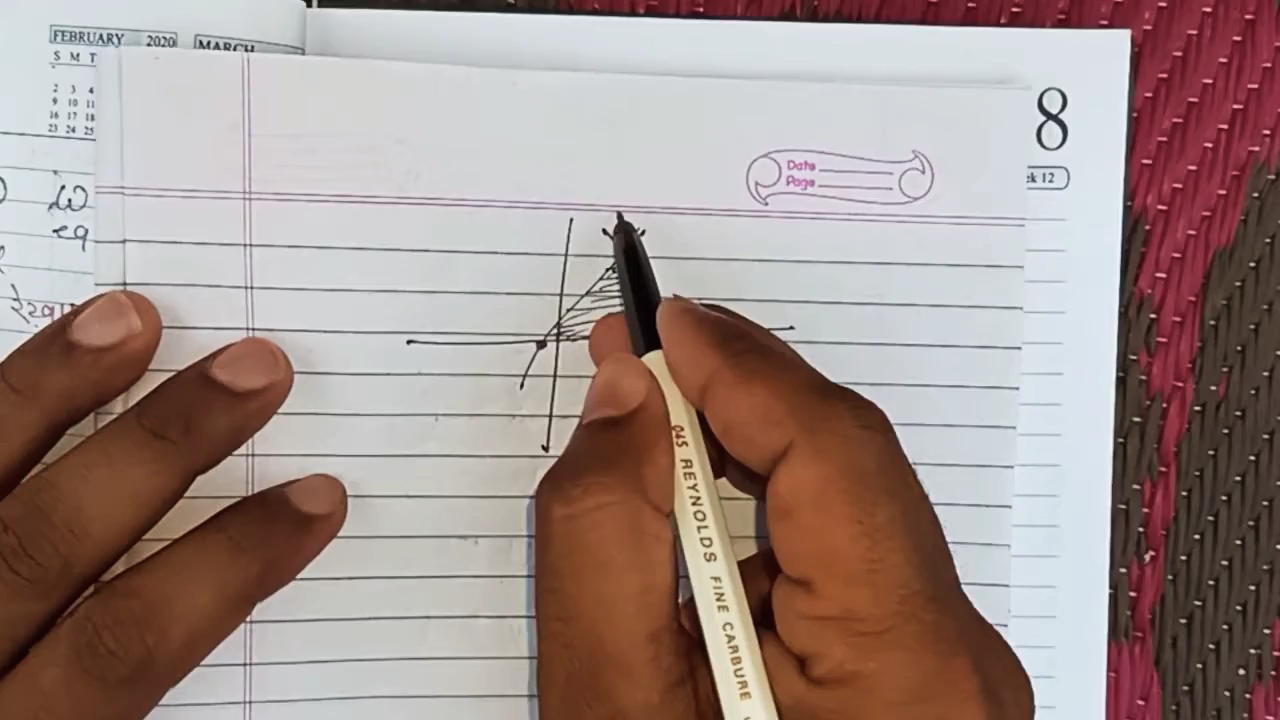 FEBRUARY 2020 MARCH
S M T
2 3 4
9 10 11
16 17 18
23 24 25
8
Date
Page
ek 12
eq
045 REYNOLDS FINE CARBURE